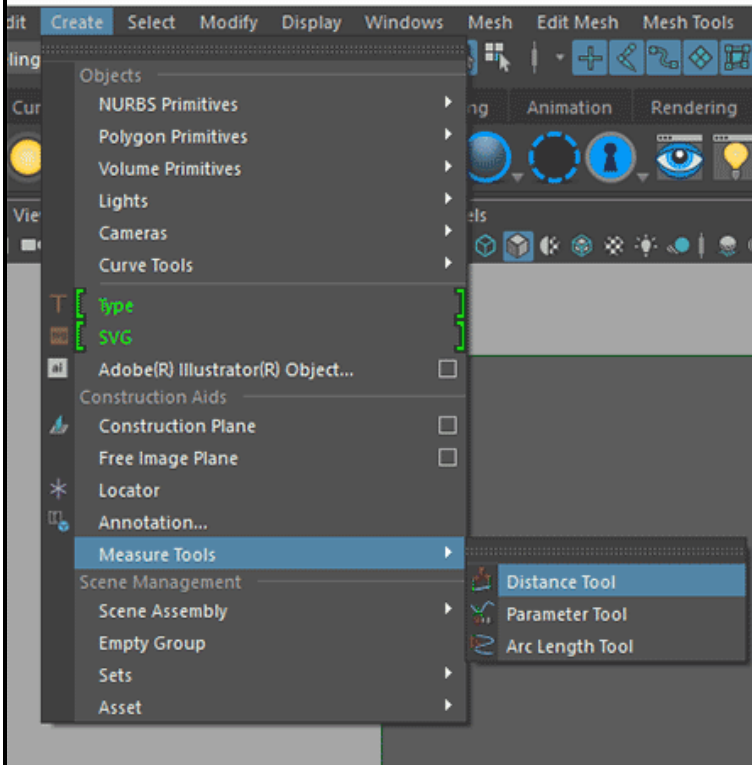 dit Create Select Modify Display Windows Mesh Edit Mesh Mesh Tools
ling
Objects
Cur
NURBS Primitives
ng Animation Rendering
Polygon Primitives
Volume Primitives
Lights
Vie
els
Cameras
Curve Tools
Type
SVG
ai Adobe(R) Illustrator(R) Object...
Construction Aids
Construction Plane
Free Image Plane
Locator
Annotation...
Measure Tools
Scene Management
Distance Tool
Scene Assembly
Parameter Tool
Empty Group
Arc Length Tool
Sets
Asset